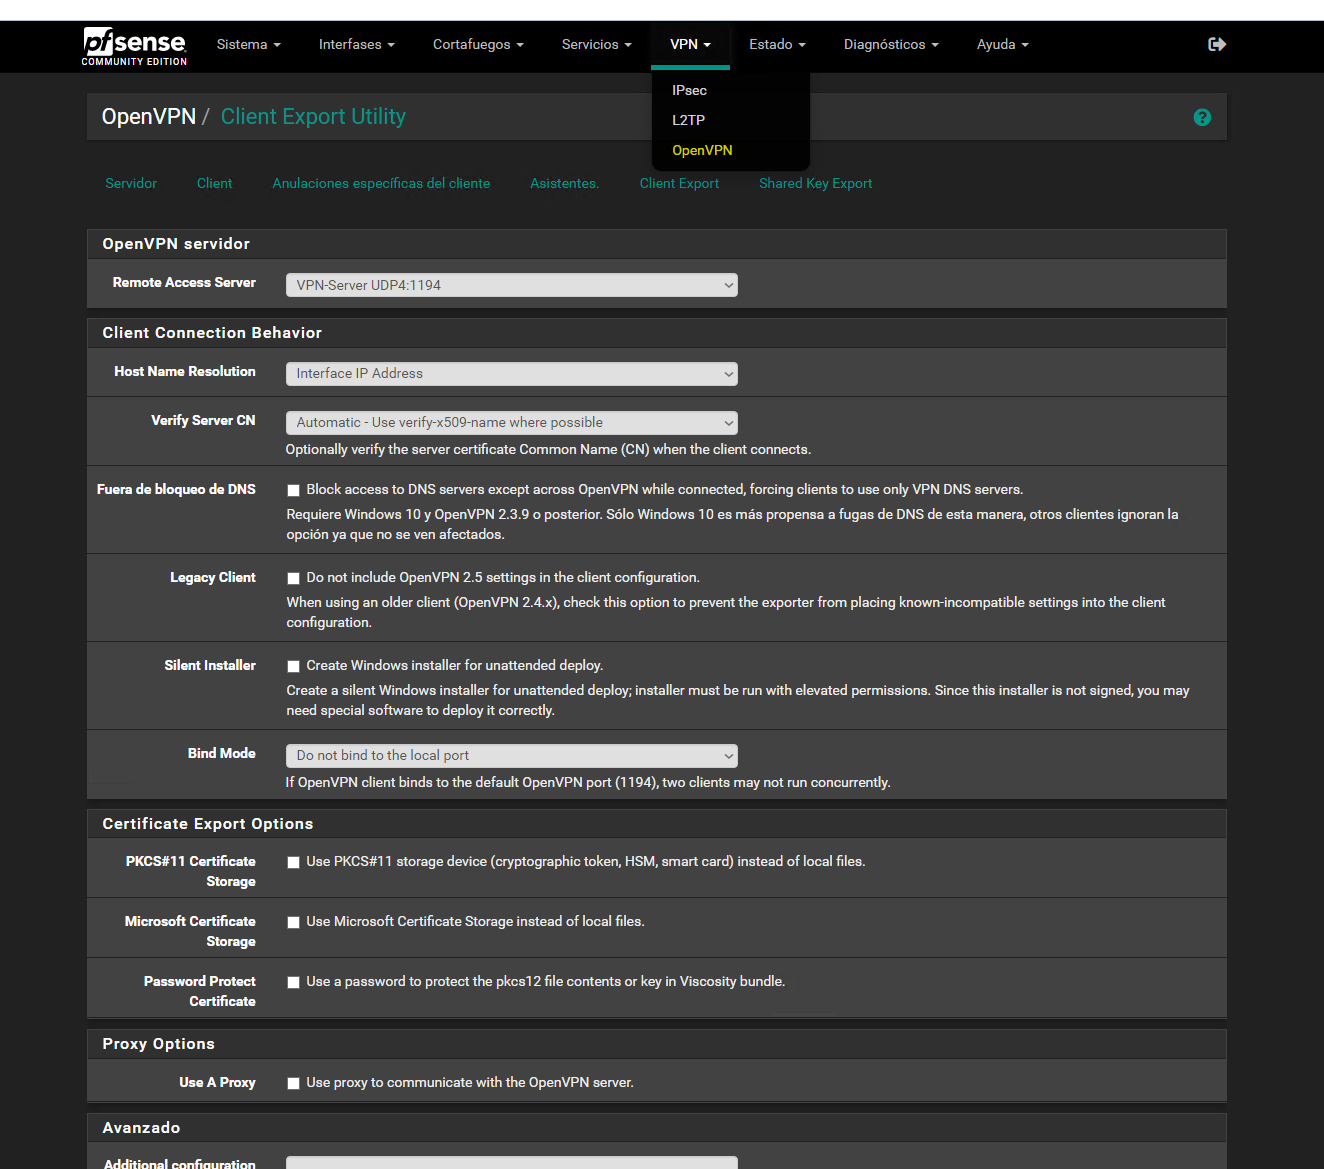 pfsense
COMMUNITY EDITION
Sistema
Interfases
Cortafuegos
Servicios
VPN
Estado
Diagnósticos
Ayuda
IPsec
L2TP
OpenVPN
OpenVPN / Client Export Utility
?
Servidor
Client
Anulaciones específicas del cliente
Asistentes.
Client Export
Shared Key Export
OpenVPN servidor
Remote Access Server
VPN-Server UDP4:1194
Client Connection Behavior
Host Name Resolution
Interface IP Address
Verify Server CN
Automatic - Use verify-x509-name where possible
Optionally verify the server certificate Common Name (CN) when the client connects.
Fuera de bloqueo de DNS
Block access to DNS servers except across OpenVPN while connected, forcing clients to use only VPN DNS servers.
Requiere Windows 10 y OpenVPN 2.3.9 o posterior. Sólo Windows 10 es más propensa a fugas de DNS de esta manera, otros clientes ignoran la
opción ya que no se ven afectados.
Legacy Client
Do not include OpenVPN 2.5 settings in the client configuration.
When using an older client (OpenVPN 2.4.x), check this option to prevent the exporter from placing known-incompatible settings into the client
configuration.
Silent Installer
Create Windows installer for unattended deploy.
Create a silent Windows installer for unattended deploy; installer must be run with elevated permissions. Since this installer is not signed, you may
need special software to deploy it correctly.
Bind Mode
Do not bind to the local port
If OpenVPN client binds to the default OpenVPN port (1194), two clients may not run concurrently.
Certificate Export Options
PKCS#11 Certificate
Storage
Use PKCS#11 storage device (cryptographic token, HSM, smart card) instead of local files.
Microsoft Certificate
Storage
Use Microsoft Certificate Storage instead of local files.
Password Protect
Certificate
Use a password to protect the pkcs12 file contents or key in Viscosity bundle.
Proxy Options
Use A Proxy
Use proxy to communicate with the OpenVPN server.
Avanzado
Additional configuration